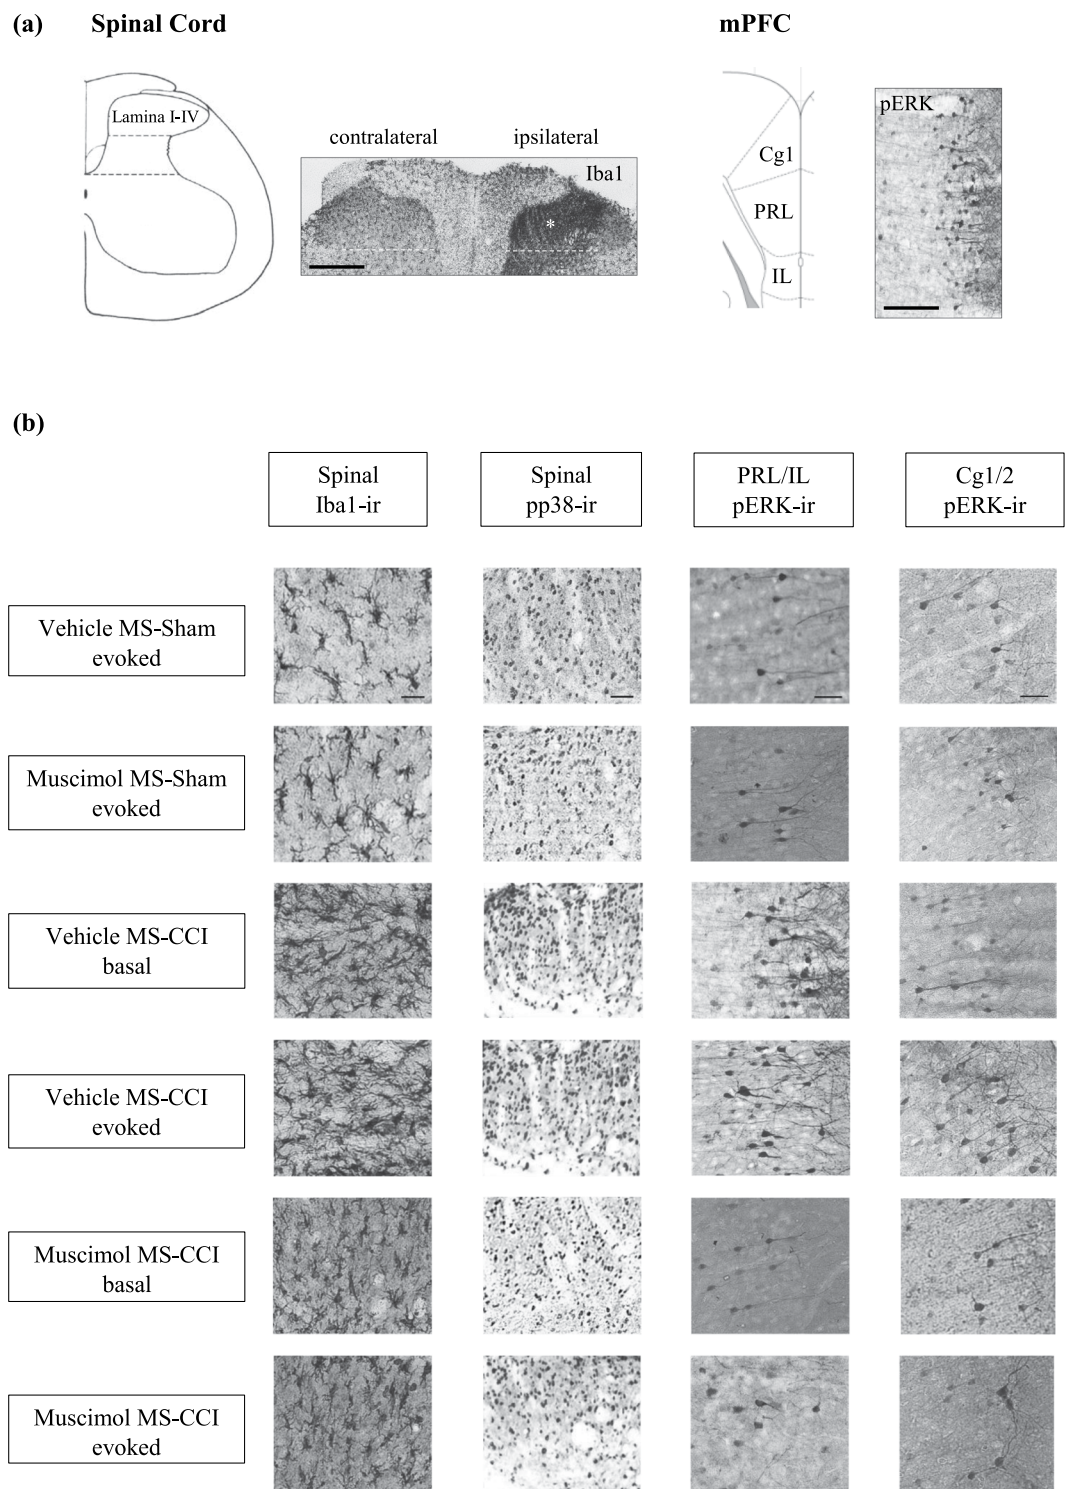 (a) Spinal Cord mPFC
Lamina I-IV
contralateral ipsilateral
Iba1
*
Cg1
PRL
IL
pERK
(b)
Spinal
Iba1-ir
Spinal
pp38-ir
PRL/IL
pERK-ir
Cg1/2
pERK-ir
Vehicle MS-Sham
evoked
Muscimol MS-Sham
evoked
Vehicle MS-CCI
basal
Vehicle MS-CCI
evoked
Muscimol MS-CCI
basal
Muscimol MS-CCI
evoked